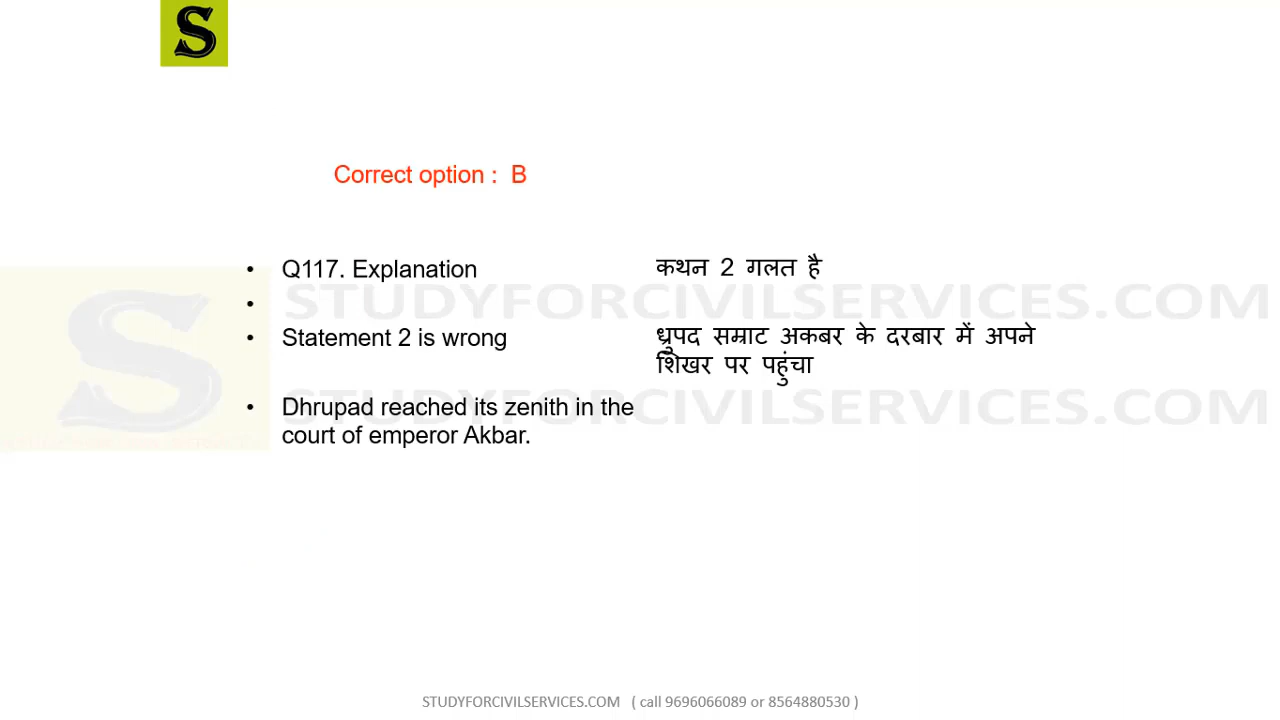 S
Correct option : B
• Q117. Explanation
•
• Statement 2 is wrong
• Dhrupad reached its zenith in the
court of emperor Akbar.
कथन 2 गलत है
ध्रुपद सम्राट अकबर के दरबार में अपने
शिखर पर पहुंचा
STUDYFORCIVILSERVICES.COM
STUDYFORCIVILSERVICES.COM
STUDYFORCIVILSERVICES.COM ( call 9696066089 or 8564880530 )